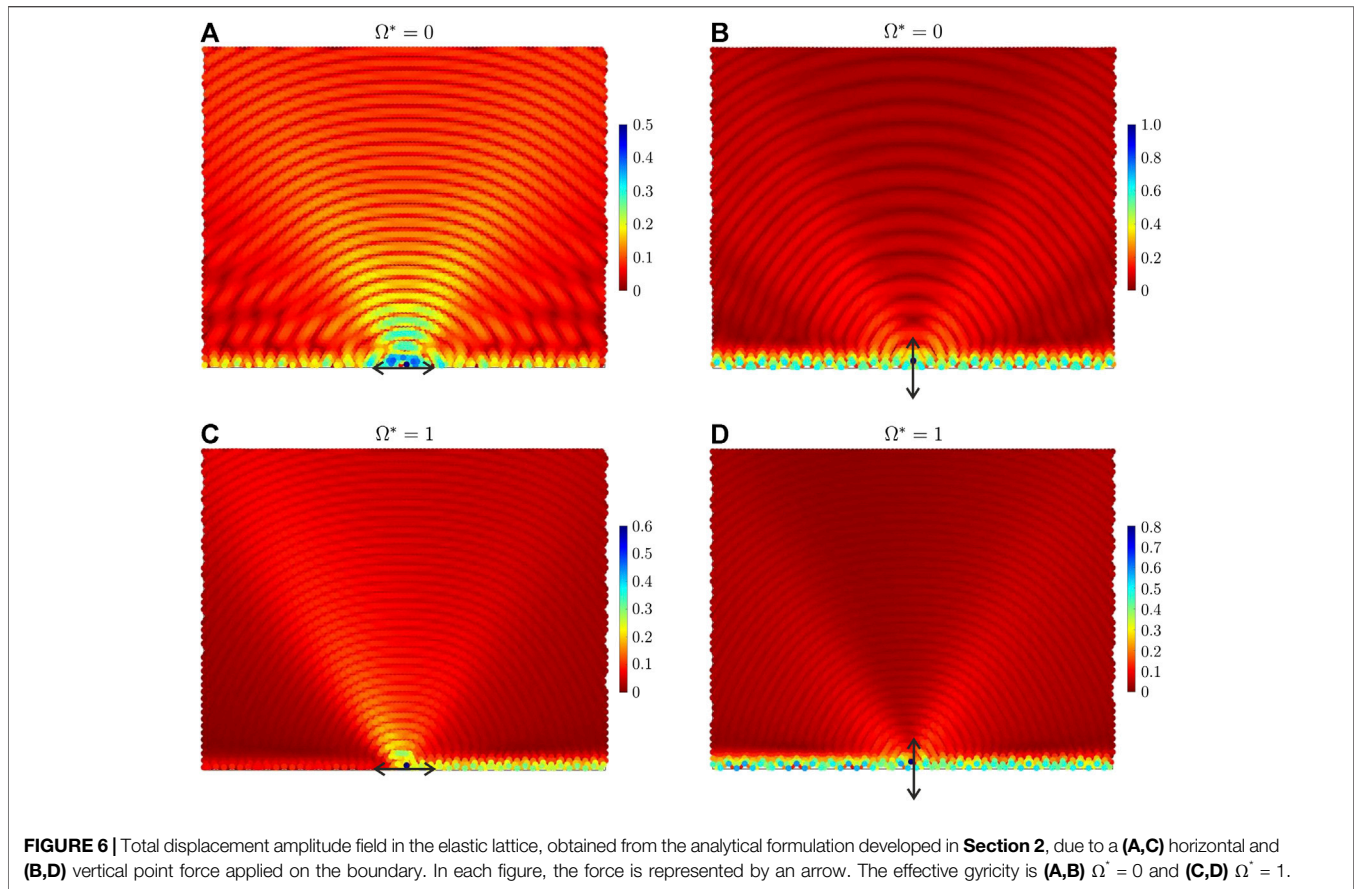 A
Ω* = 0
0.5
0.4
0.3
0.2
0.1
0
B
Ω* = 0
1.0
0.8
0.6
0.4
0.2
0
C
Ω* = 1
0.6
0.5
0.4
0.3
0.2
0.1
0
D
Ω* = 1
0.8
0.7
0.6
0.5
0.4
0.3
0.2
0.1
0
FIGURE 6 | Total displacement amplitude field in the elastic lattice, obtained from the analytical formulation developed in Section 2, due to a (A,C) horizontal and
(B,D) vertical point force applied on the boundary. In each figure, the force is represented by an arrow. The effective gyricity is (A,B) Ω* = 0 and (C,D) Ω* = 1.